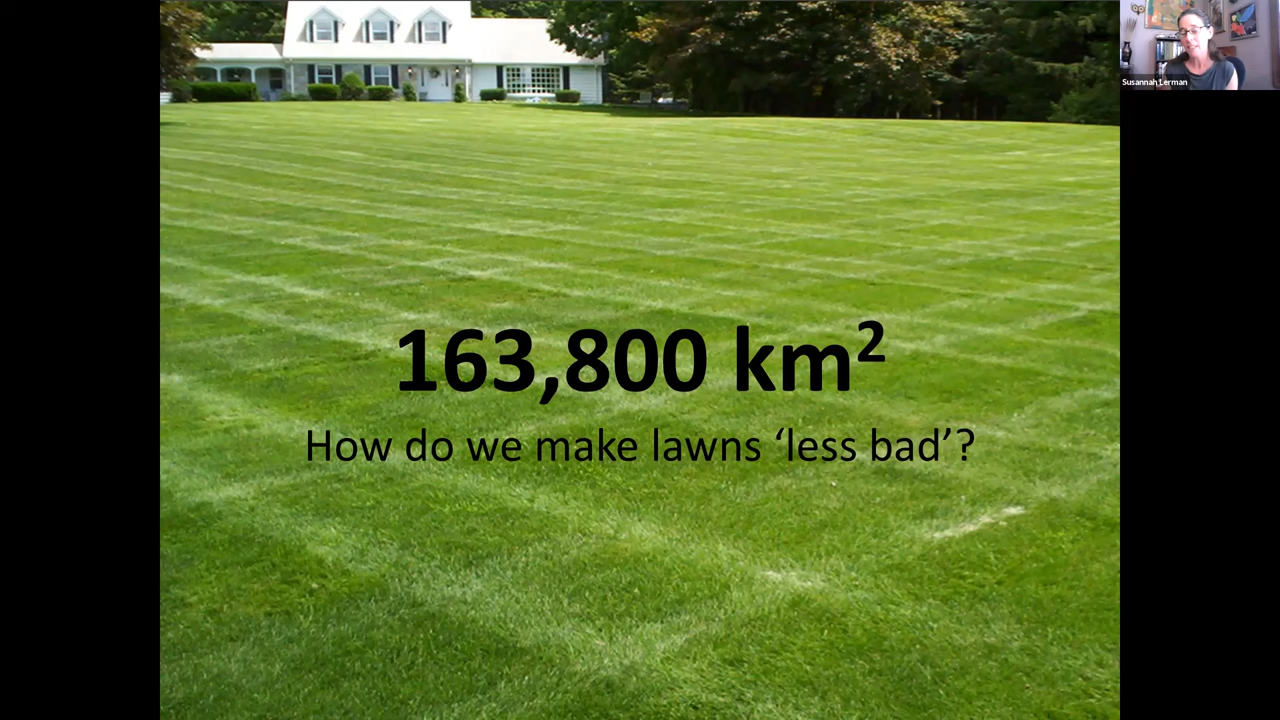 Susannah Lerman
163,800 km²
How do we make lawns ‘less bad’?